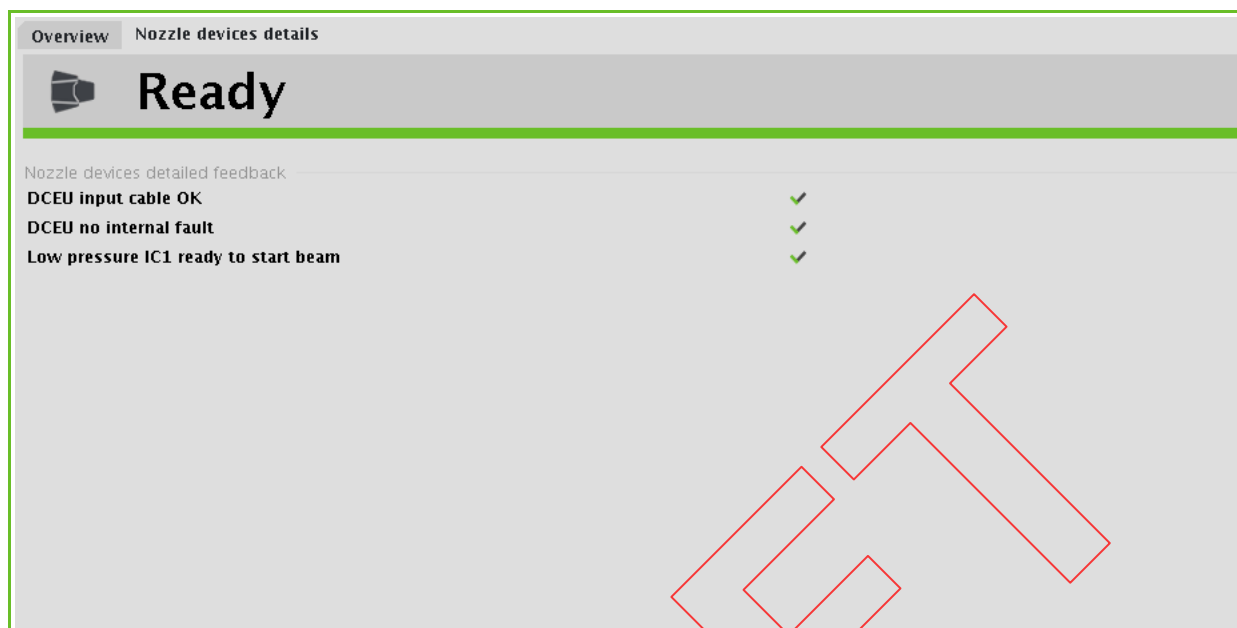 Overview Nozzle devices details
Ready
Nozzle devices detailed feedback
DCEU input cable OK
DCEU no internal fault
Low pressure IC1 ready to start beam
T